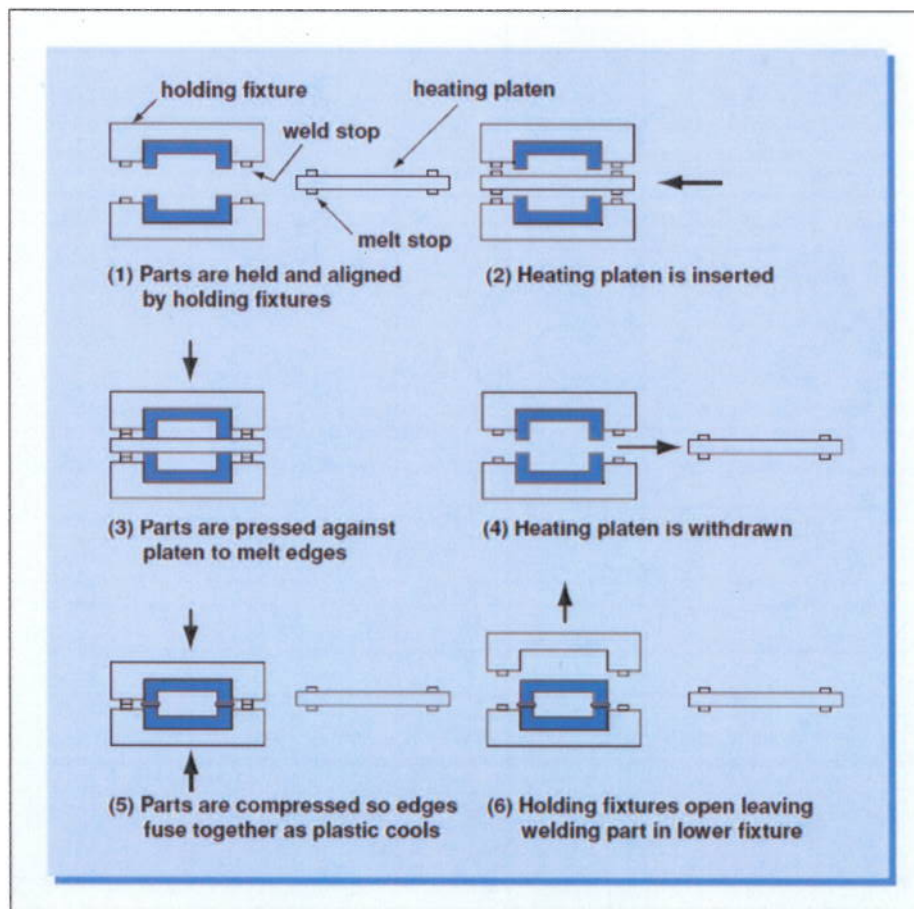 holding fixture
heating platen
weld stop
melt stop
(1) Parts are held and aligned
by holding fixtures
(2) Heating platen is inserted
(3) Parts are pressed against
platen to melt edges
(4) Heating platen is withdrawn
(5) Parts are compressed so edges
fuse together as plastic cools
(6) Holding fixtures open leaving
welding part in lower fixture